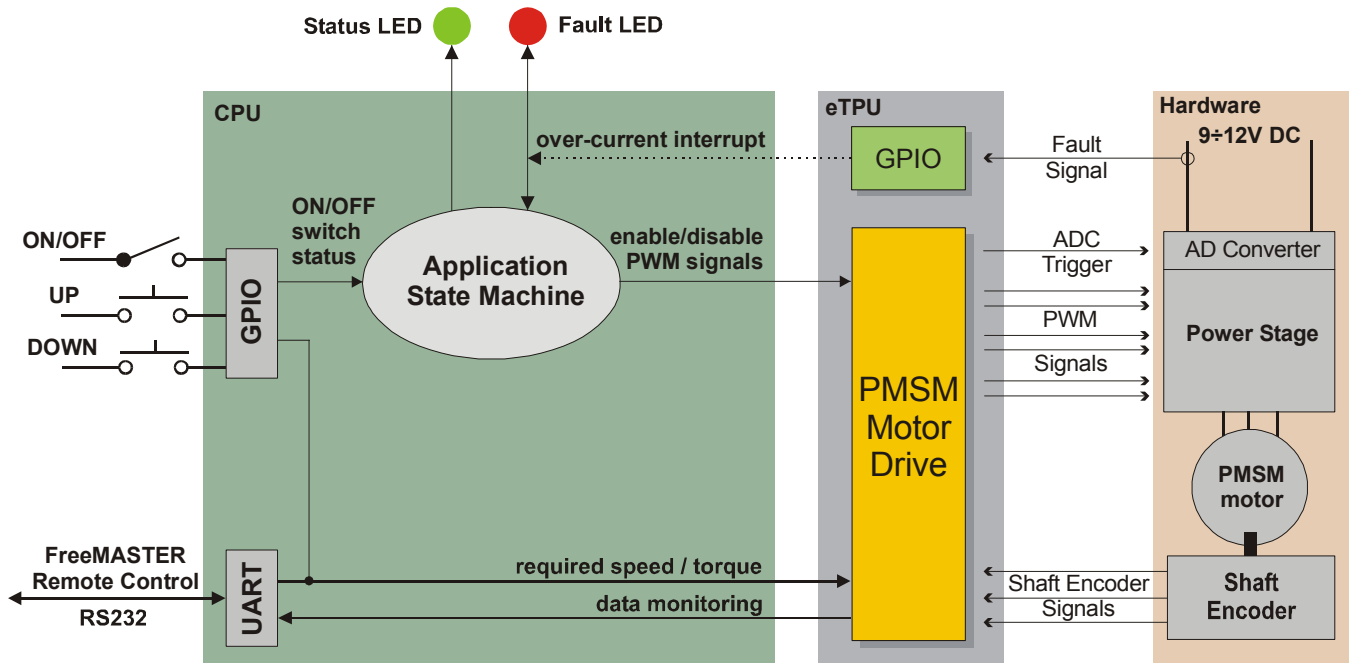 Status LED
Fault LED
CPU
eTPU
Hardware
9÷12V DC
over-current interrupt
GPIO
Fault
Signal
ON/OFF
switch
status
ON/OFF
UP
DOWN
GPIO
Application
State Machine
enable/disable
PWM signals
ADC
Trigger
PWM
Signals
AD Converter
Power Stage
PMSM
Motor
Drive
PMSM
motor
FreeMASTER
Remote Control
RS232
UART
required speed / torque
data monitoring
Shaft Encoder
Signals
Shaft
Encoder